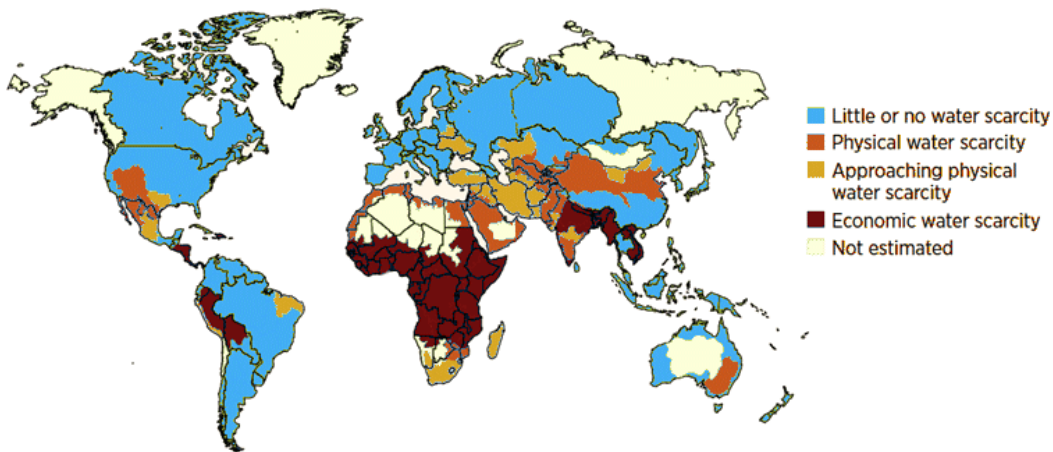 Little or no water scarcity
Physical water scarcity
Approaching physical
water scarcity
Economic water scarcity
Not estimated